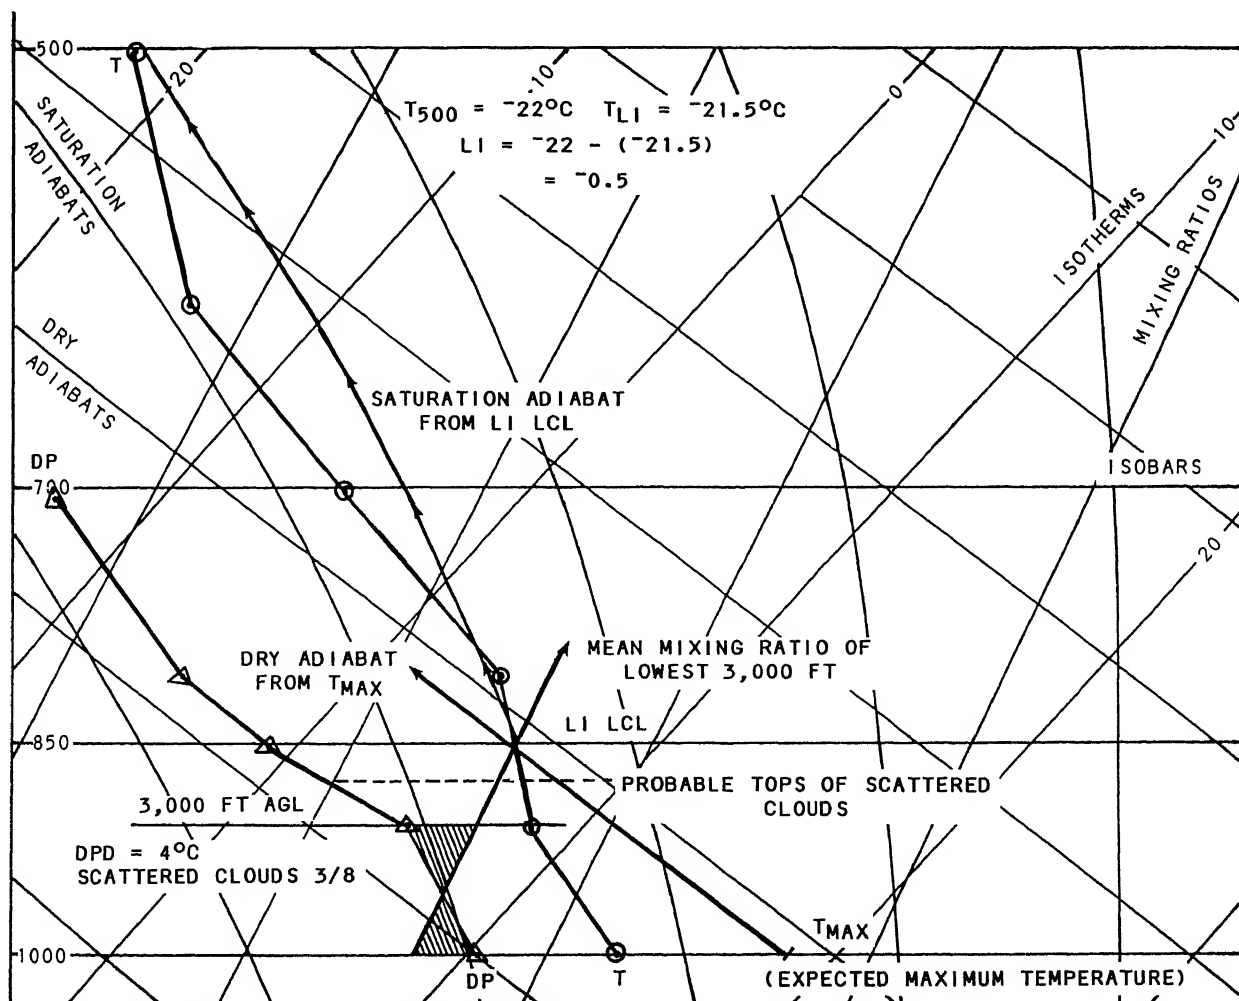 500
T
-20
-10
0
10
T500 = -22°C TLI = -21.5°C
LI = -22 - (-21.5)
= -0.5
SATURATION
ADIABATS
ISOTHERMS
MIXING RATIOS
DRY
ADIABATS
SATURATION ADIABAT
FROM LI LCL
DP
700
ISOBARS
20
DRY ADIABAT
FROM TMAX
MEAN MIXING RATIO OF
LOWEST 3,000 FT
LI LCL
850
PROBABLE TOPS OF SCATTERED
CLOUDS
3,000 FT AGL
DPD = 4°C
SCATTERED CLOUDS 3/8
TMAX
1000
DP
T
(EXPECTED MAXIMUM TEMPERATURE)